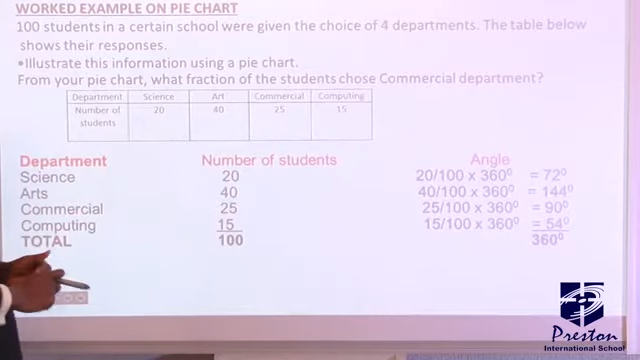 WORKED EXAMPLE ON PIE CHART
100 students in a certain school were given the choice of 4 departments. The table below
shows their responses.
•Illustrate this information using a pie chart.
From your pie chart, what fraction of the students chose Commercial department?
Department Science Art Commercial Computing
Number of students 20 40 25 15
Department Number of students Angle
Science 20 20/100 x 360⁰ = 72⁰
Arts 40 40/100 x 360⁰ = 144⁰
Commercial 25 25/100 x 360⁰ = 90⁰
Computing 15 15/100 x 360⁰ = 54⁰
TOTAL 100 360⁰
Preston
International School